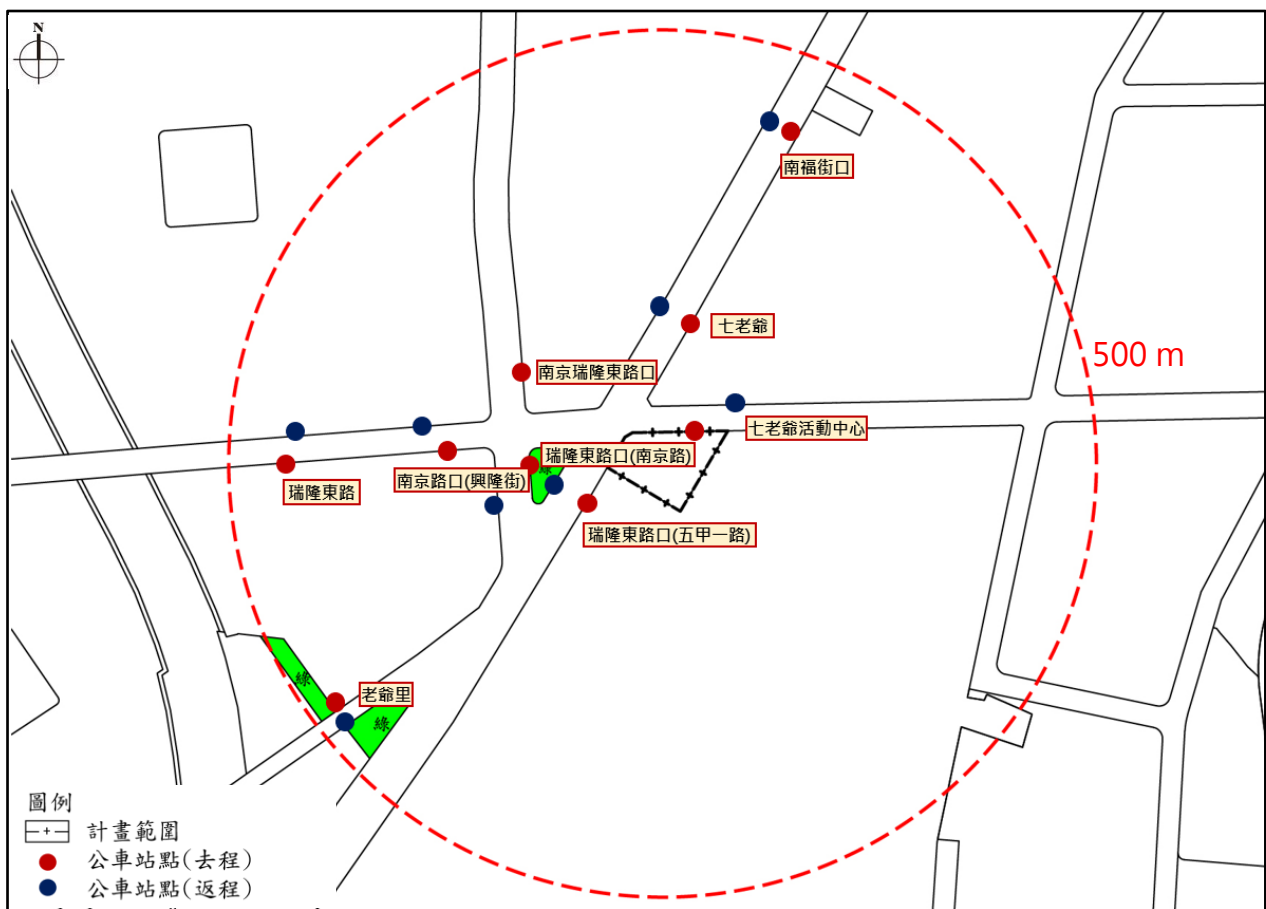 N
南福街口
七老爺
500 m
南京瑞隆東路口
七老爺活動中心
瑞隆東路口(南京路)
綠
南京路口(興隆街)
瑞隆東路
瑞隆東路口(五甲一路)
綠
老爺里
綠
圖例
計畫範圍
公車站點(去程)
公車站點(返程)